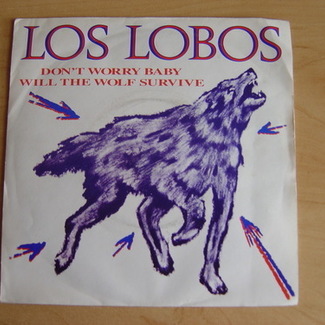 LOS LOBOS
DON'T WORRY BABY
WILL THE WOLF SURVIVE